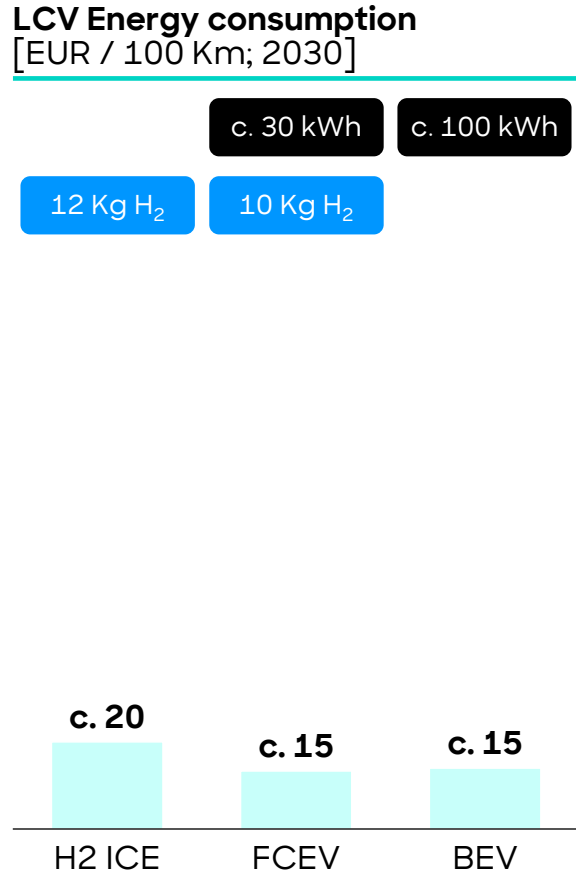 LCV Energy consumption
[EUR / 100 Km; 2030]
c. 30 kWh
c. 100 kWh
12 Kg H₂
10 Kg H₂
c. 20
c. 15
c. 15
H2 ICE
FCEV
BEV